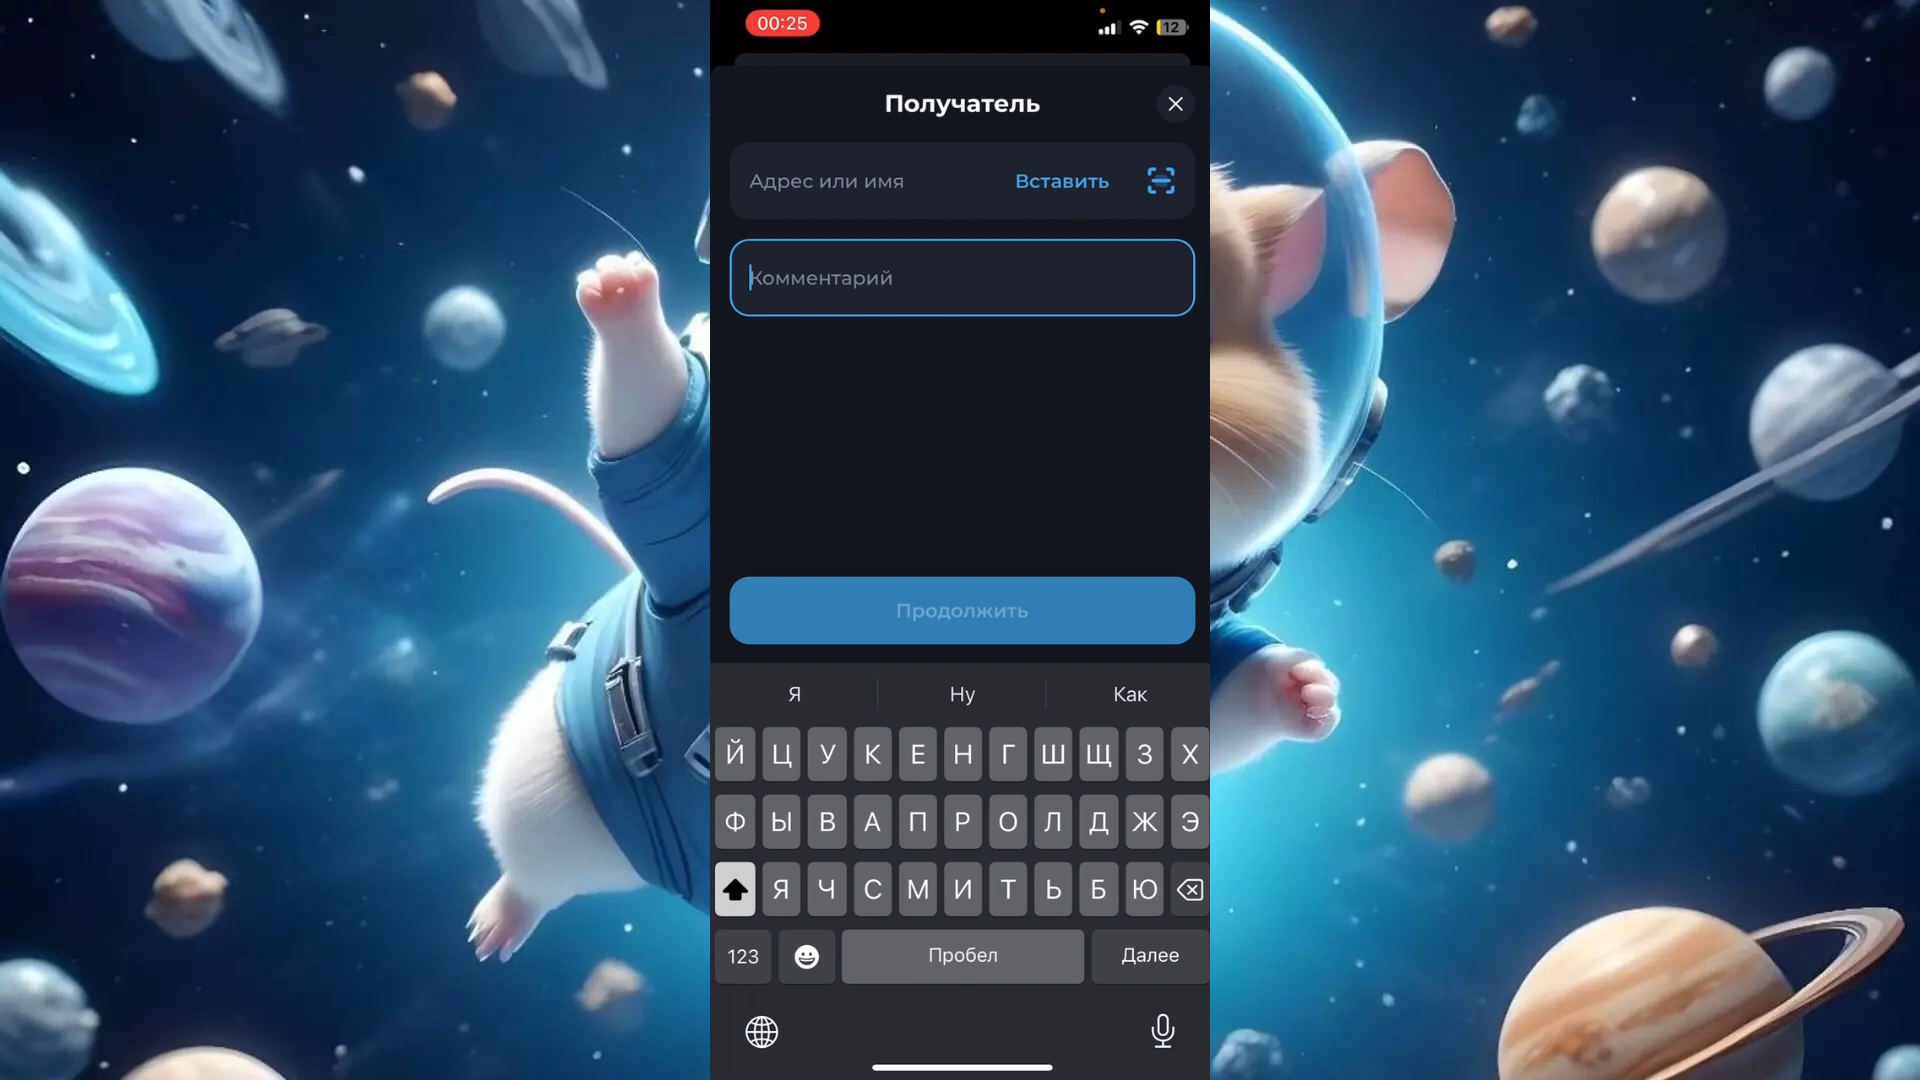 00:25
12
Получатель
Адрес или имя
Вставить
Комментарий
Продолжить
Я Ну Как
Й Ц У К Е Н Г Ш Щ З Х
Ф Ы В А П Р О Л Д Ж Э
Я Ч С М И Т Ь Б Ю
123 Пробел Далее